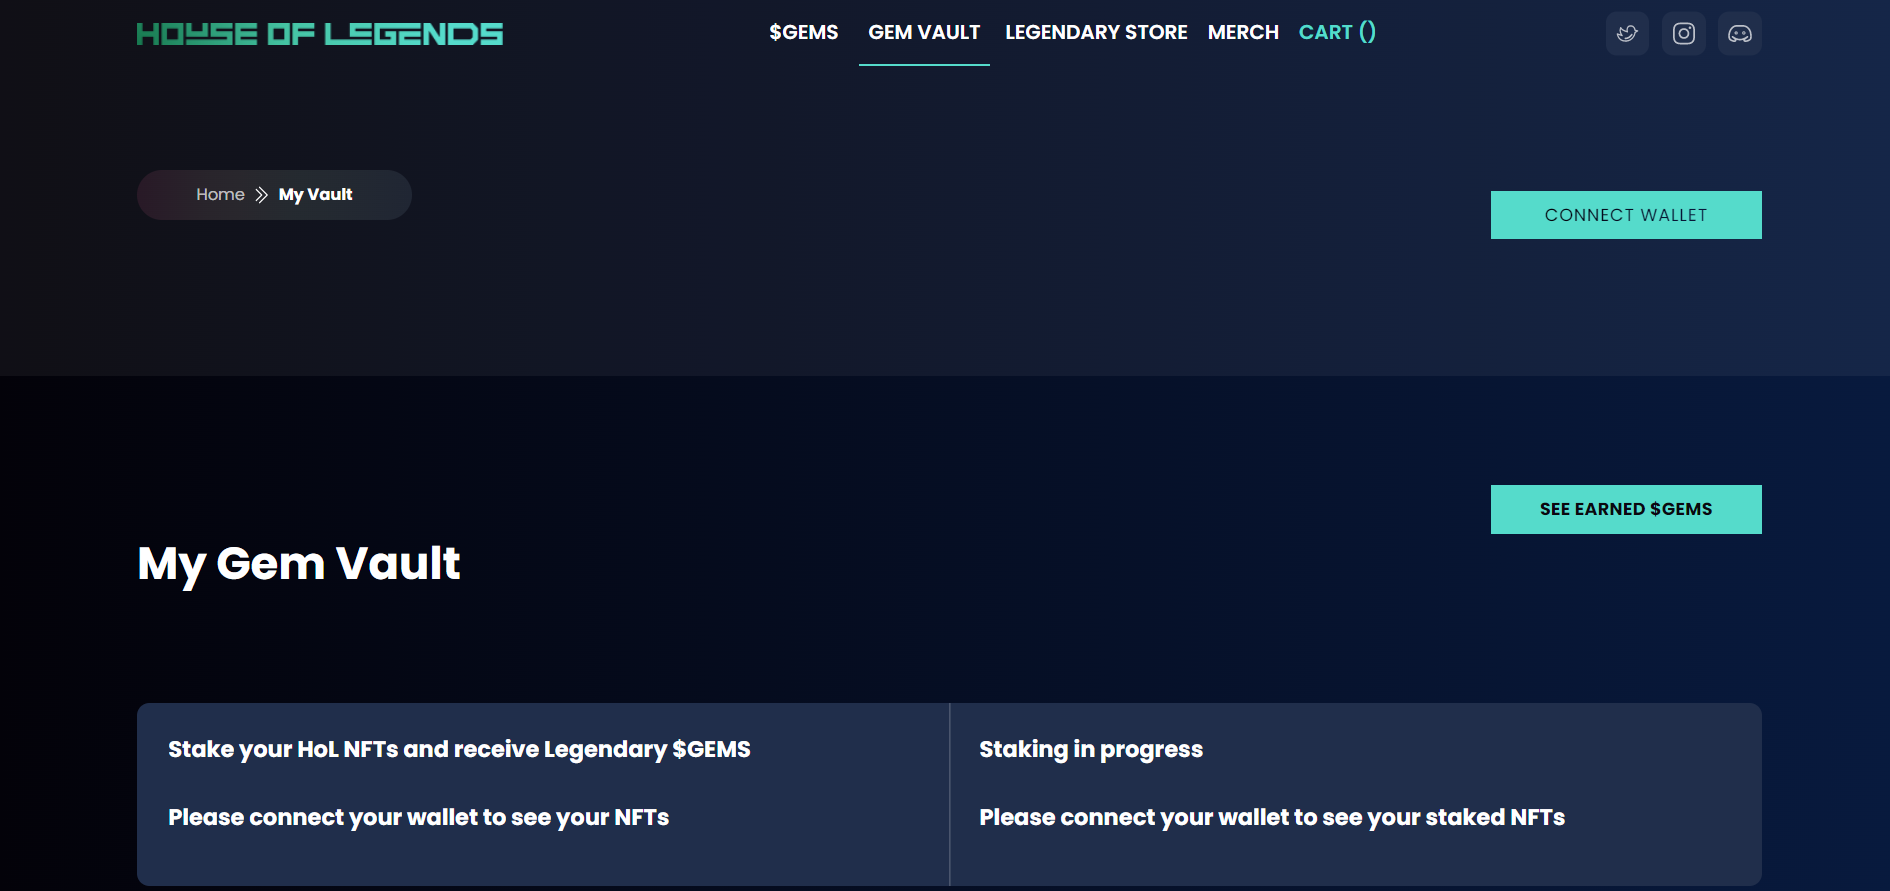 HOUSE OF LEGENDS
$GEMS GEM VAULT LEGENDARY STORE MERCH CART ()
Home My Vault
CONNECT WALLET
SEE EARNED $GEMS
My Gem Vault
Stake your HoL NFTs and receive Legendary $GEMS
Please connect your wallet to see your NFTs
Staking in progress
Please connect your wallet to see your staked NFTs